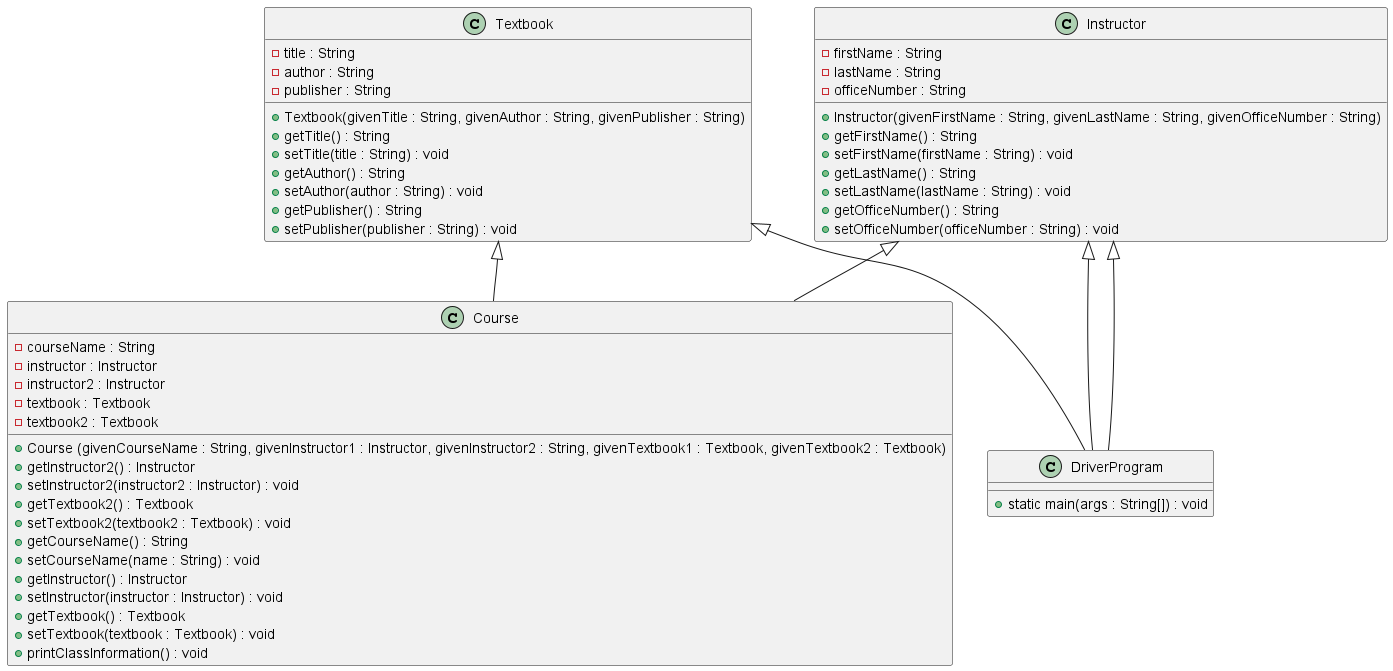 C Textbook
title : String
author : String
publisher : String
Textbook(givenTitle : String, givenAuthor : String, givenPublisher : String)
getTitle() : String
setTitle(title : String) : void
getAuthor() : String
setAuthor(author : String) : void
getPublisher() : String
setPublisher(publisher : String) : void
C Instructor
firstName : String
lastName : String
officeNumber : String
Instructor(givenFirstName : String, givenLastName : String, givenOfficeNumber : String)
getFirstName() : String
setFirstName(firstName : String) : void
getLastName() : String
setLastName(lastName : String) : void
getOfficeNumber() : String
setOfficeNumber(officeNumber : String) : void
C Course
courseName : String
instructor : Instructor
instructor2 : Instructor
textbook : Textbook
textbook2 : Textbook
Course (givenCourseName : String, givenInstructor1 : Instructor, givenInstructor2 : String, givenTextbook1 : Textbook, givenTextbook2 : Textbook)
getInstructor2() : Instructor
setInstructor2(instructor2 : Instructor) : void
getTextbook2() : Textbook
setTextbook2(textbook2 : Textbook) : void
getCourseName() : String
setCourseName(name : String) : void
getInstructor() : Instructor
setInstructor(instructor : Instructor) : void
getTextbook() : Textbook
setTextbook(textbook : Textbook) : void
printClassInformation() : void
C DriverProgram
static main(args : String[]) : void